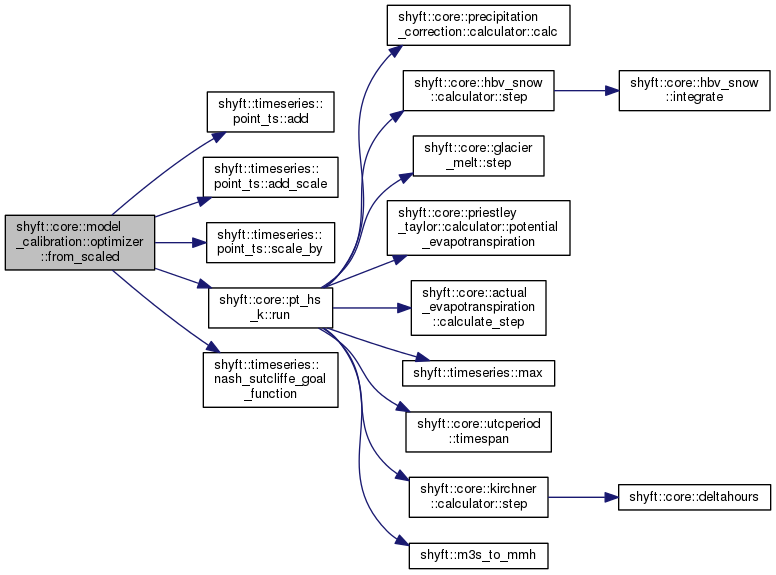 shyft::core::model
_calibration::optimizer
::from_scaled
shyft::timeseries::
point_ts::add
shyft::timeseries::
point_ts::add_scale
shyft::timeseries::
point_ts::scale_by
shyft::core::pt_hs
_k::run
shyft::timeseries::
nash_sutcliffe_goal
_function
shyft::core::precipitation
_correction::calculator::calc
shyft::core::hbv_snow
::calculator::step
shyft::core::glacier
_melt::step
shyft::core::priestley
_taylor::calculator::potential
_evapotranspiration
shyft::core::actual
_evapotranspiration
::calculate_step
shyft::timeseries::max
shyft::core::utcperiod
::timespan
shyft::core::kirchner
::calculator::step
shyft::m3s_to_mmh
shyft::core::hbv_snow
::integrate
shyft::core::deltahours